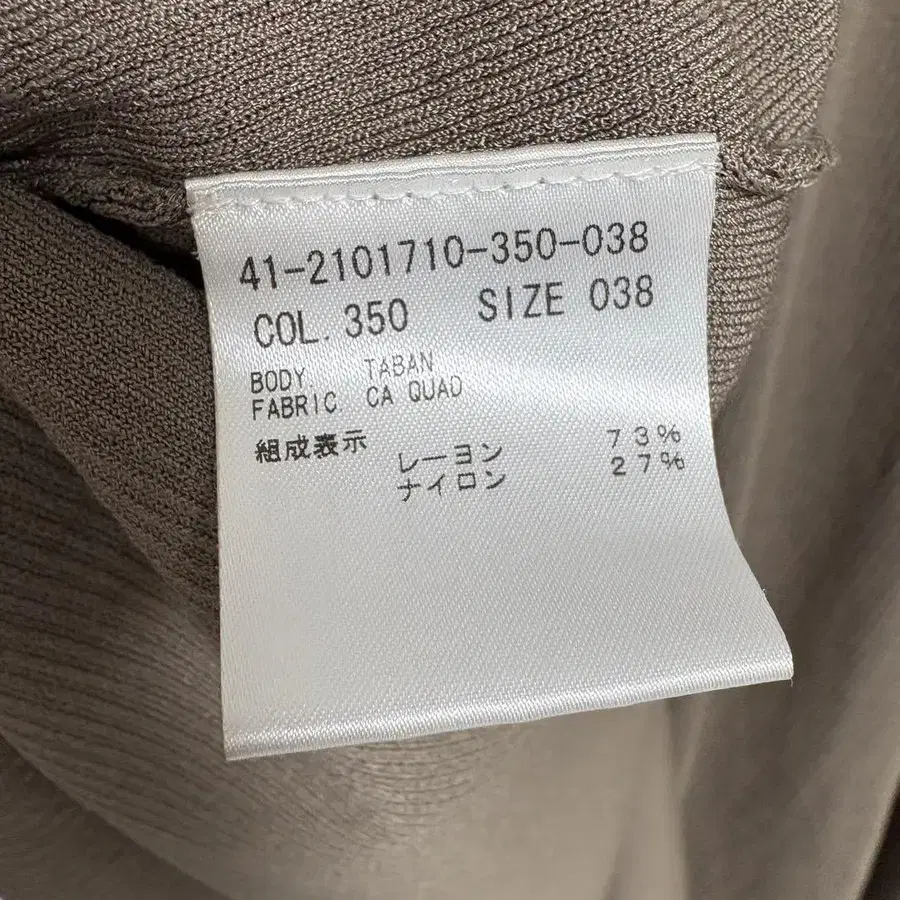 41-2101710-350-038
COL. 350 SIZE 038
BODY. TABAN
FABRIC. CA QUAD
組成表示
レーヨン 73%
ナイロン 27%